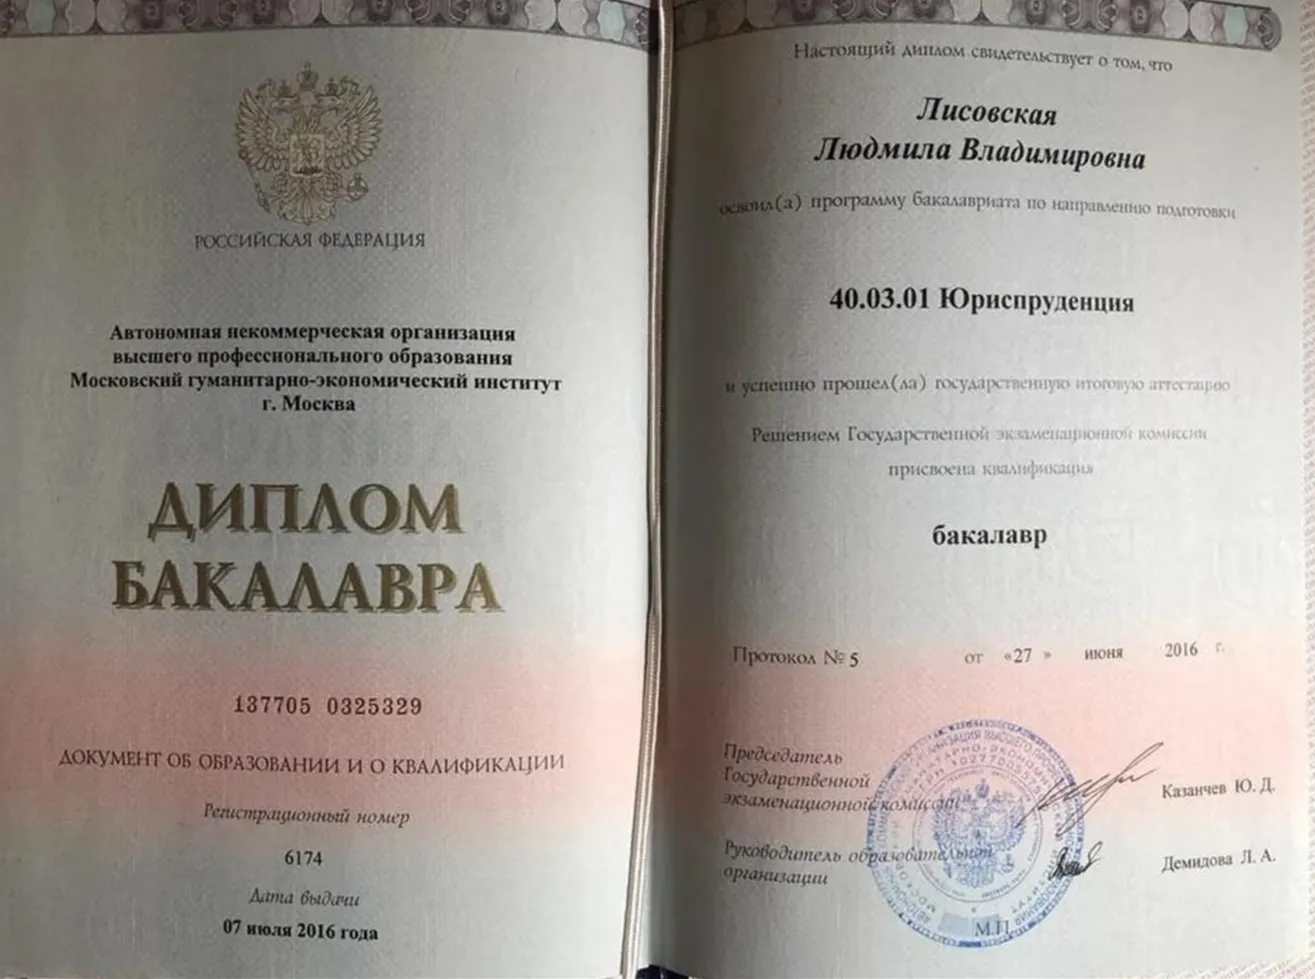 РОССИЙСКАЯ ФЕДЕРАЦИЯ
Автономная некоммерческая организация
высшего профессионального образования
Московский гуманитарно-экономический институт
г. Москва
ДИПЛОМ
БАКАЛАВРА
137705 0325329
ДОКУМЕНТ ОБ ОБРАЗОВАНИИ И О КВАЛИФИКАЦИИ
Регистрационный номер
6174
Дата выдачи
07 июля 2016 года
Настоящий диплом свидетельствует о том, что
Лисовская
Людмила Владимировна
освоил(а) программу бакалавриата по направлению подготовки
40.03.01 Юриспруденция
и успешно прошел(ла) государственную итоговую аттестацию
Решением Государственной экзаменационной комиссии
присвоена квалификация
бакалавр
Протокол № 5 от «27 » июня 2016 г.
Председатель
Государственной
экзаменационной комиссии
Казанчев Ю. Д.
Руководитель образовательной
организации
Демидова Л. А.
М.П.